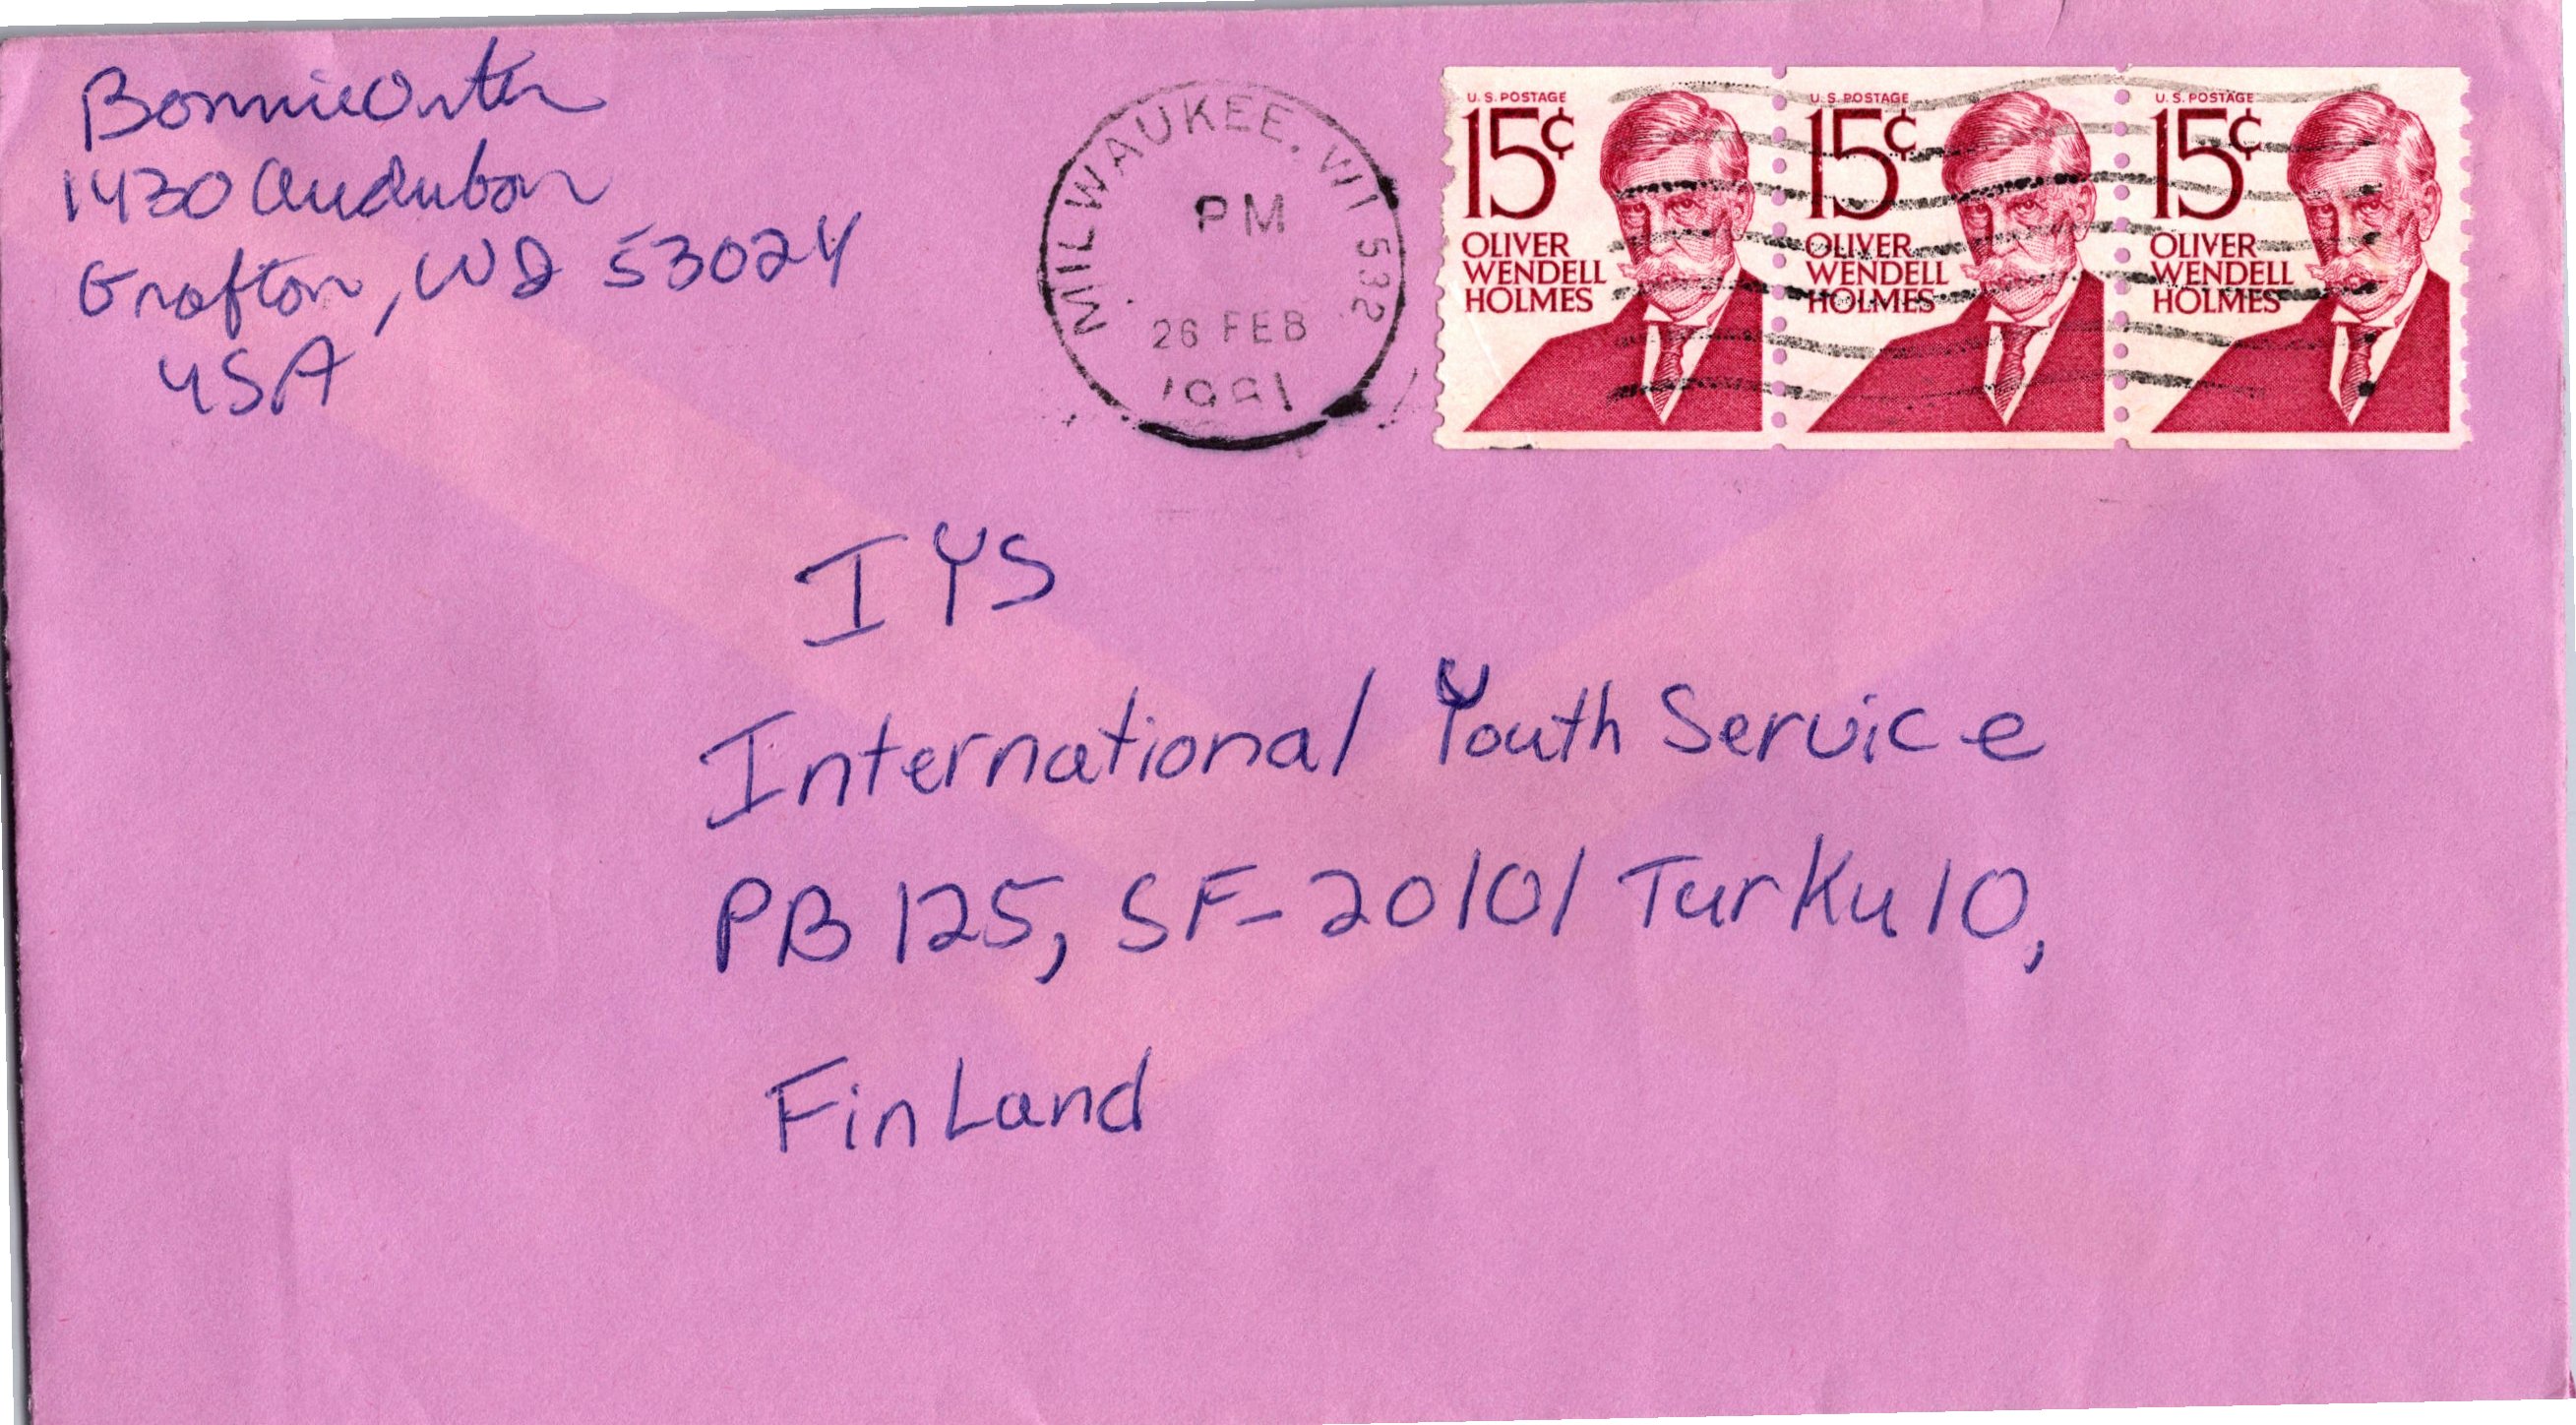 Bonnie Orth
1430 Audubon
Grafton, WI 53024
USA
MILWAUKEE, WI 532
PM
26 FEB
1991
U.S. POSTAGE
15¢
OLIVER
WENDELL
HOLMES
U.S. POSTAGE
15¢
OLIVER
WENDELL
HOLMES
U.S. POSTAGE
15¢
OLIVER
WENDELL
HOLMES
IYS
International Youth Service
PB 125, SF-20101 Turku 10,
FinLand